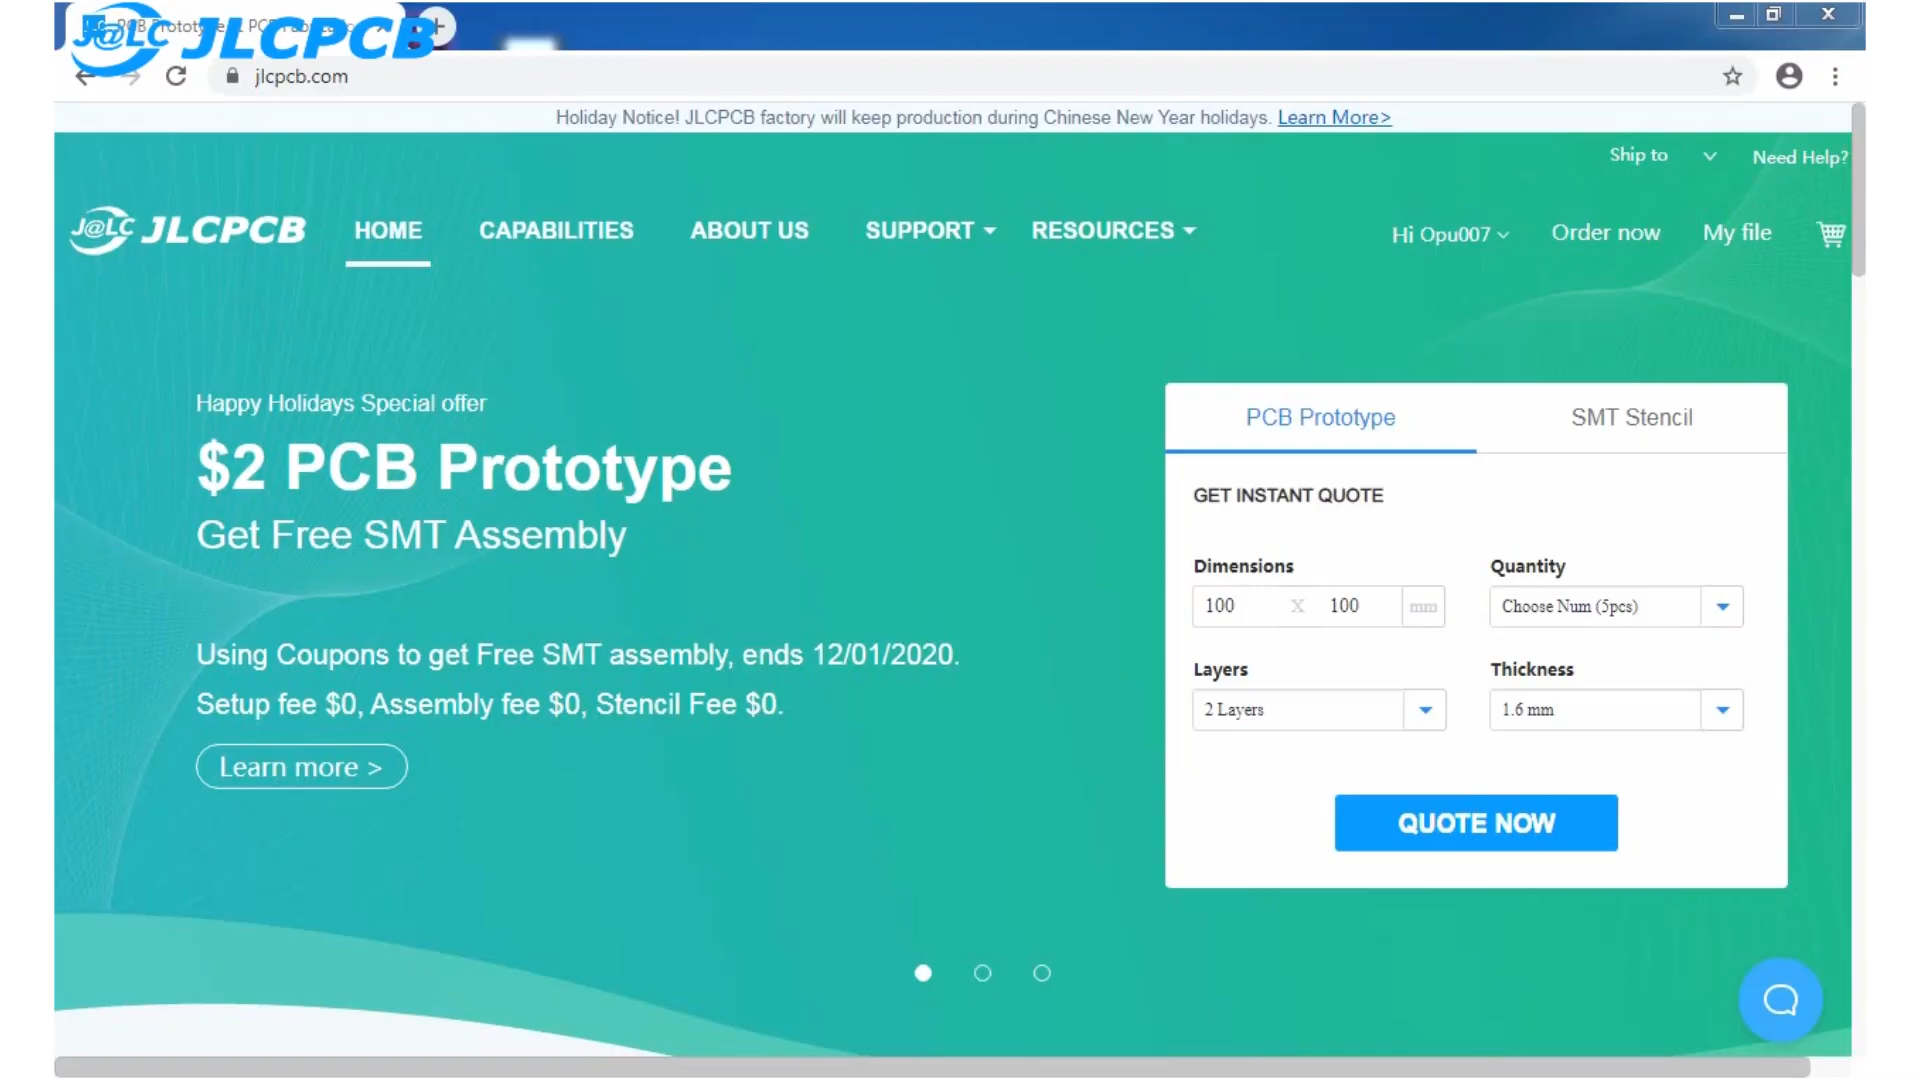 JLCPCB
jlcpcb.com
Holiday Notice! JLCPCB factory will keep production during Chinese New Year holidays. Learn More>
Ship to
Need Help?
J@LC JLCPCB
HOME
CAPABILITIES
ABOUT US
SUPPORT
RESOURCES
Hi Opu007
Order now
My file
Happy Holidays Special offer
$2 PCB Prototype
Get Free SMT Assembly
Using Coupons to get Free SMT assembly, ends 12/01/2020.
Setup fee $0, Assembly fee $0, Stencil Fee $0.
Learn more >
PCB Prototype
SMT Stencil
GET INSTANT QUOTE
Dimensions
Quantity
100 X 100 mm
Choose Num (5pcs)
Layers
Thickness
2 Layers
1.6 mm
QUOTE NOW